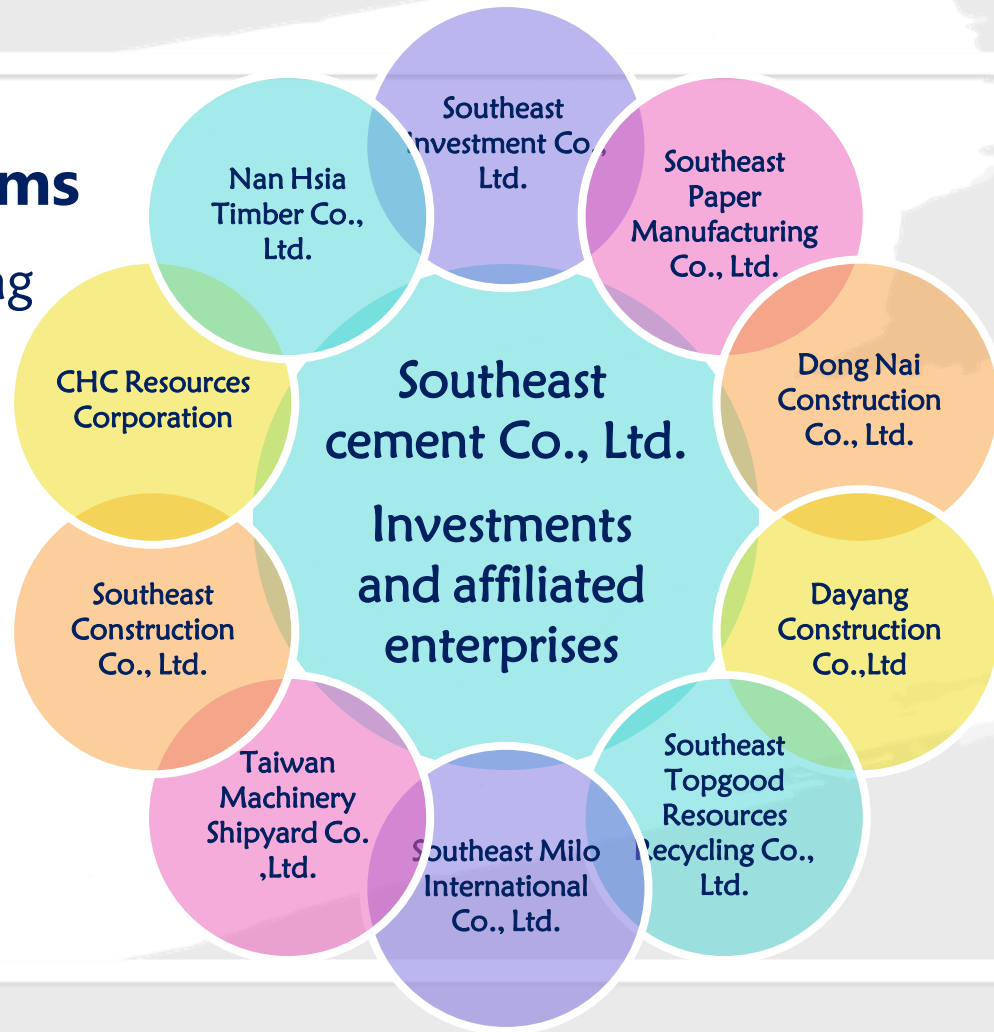 Southeast
Investment Co.,
Ltd.
Southeast
Paper
Manufacturing
Co., Ltd.
Dong Nai
Construction
Co., Ltd.
Dayang
Construction
Co.,Ltd
Southeast
Topgood
Resources
Recycling Co.,
Ltd.
Southeast Milo
International
Co., Ltd.
Taiwan
Machinery
Shipyard Co.
,Ltd.
Southeast
Construction
Co., Ltd.
CHC Resources
Corporation
Nan Hsia
Timber Co.,
Ltd.
Southeast
cement Co., Ltd.
Investments
and affiliated
enterprises